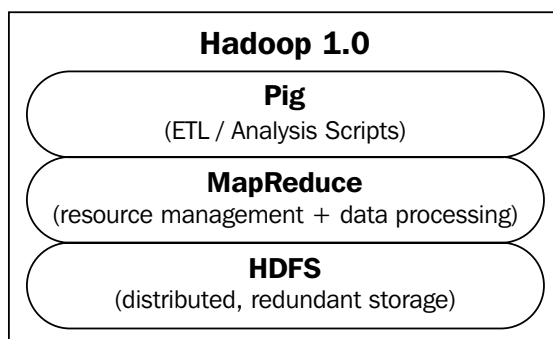 Hadoop 1.0
Pig
(ETL / Analysis Scripts)
MapReduce
(resource management + data processing)
HDFS
(distributed, redundant storage)